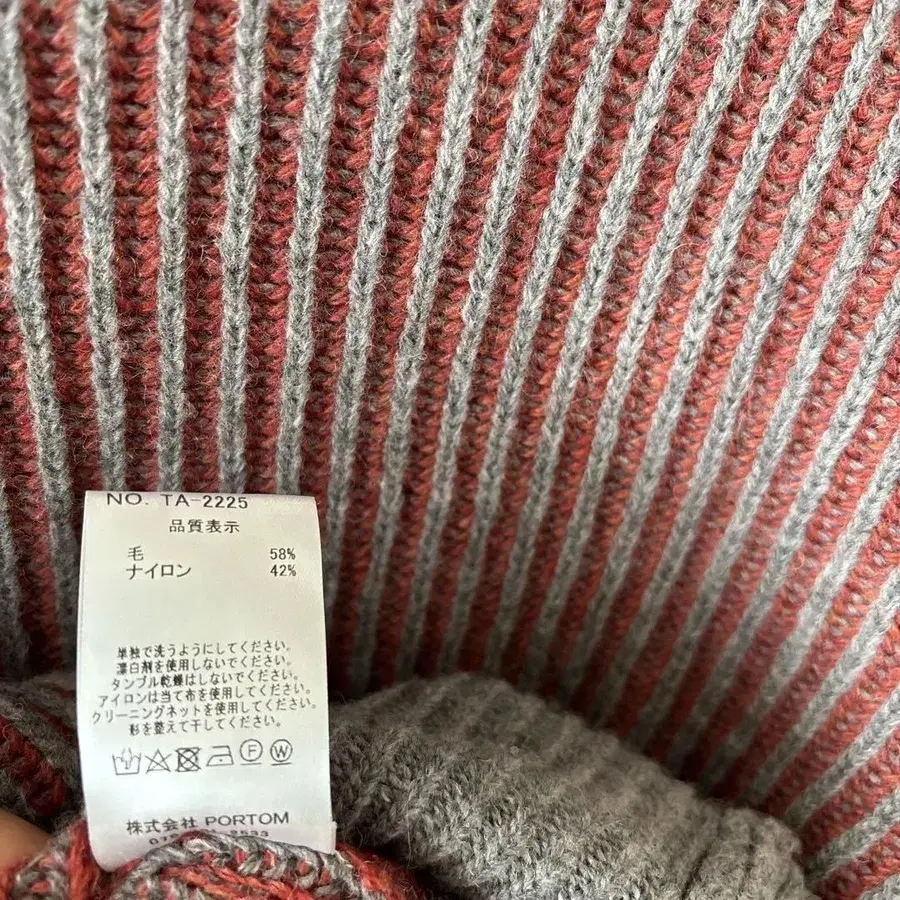 NO. TA-2225
品質表示
毛 58%
ナイロン 42%
単独で洗うようにしてください。
漂白剤を使用しないでください。
タンブル乾燥はしないでください。
アイロンは当て布を使用してください。
クリーニングネットを使用してください。
形を整えて干してください。
F W
株式会社 PORTOM
2533